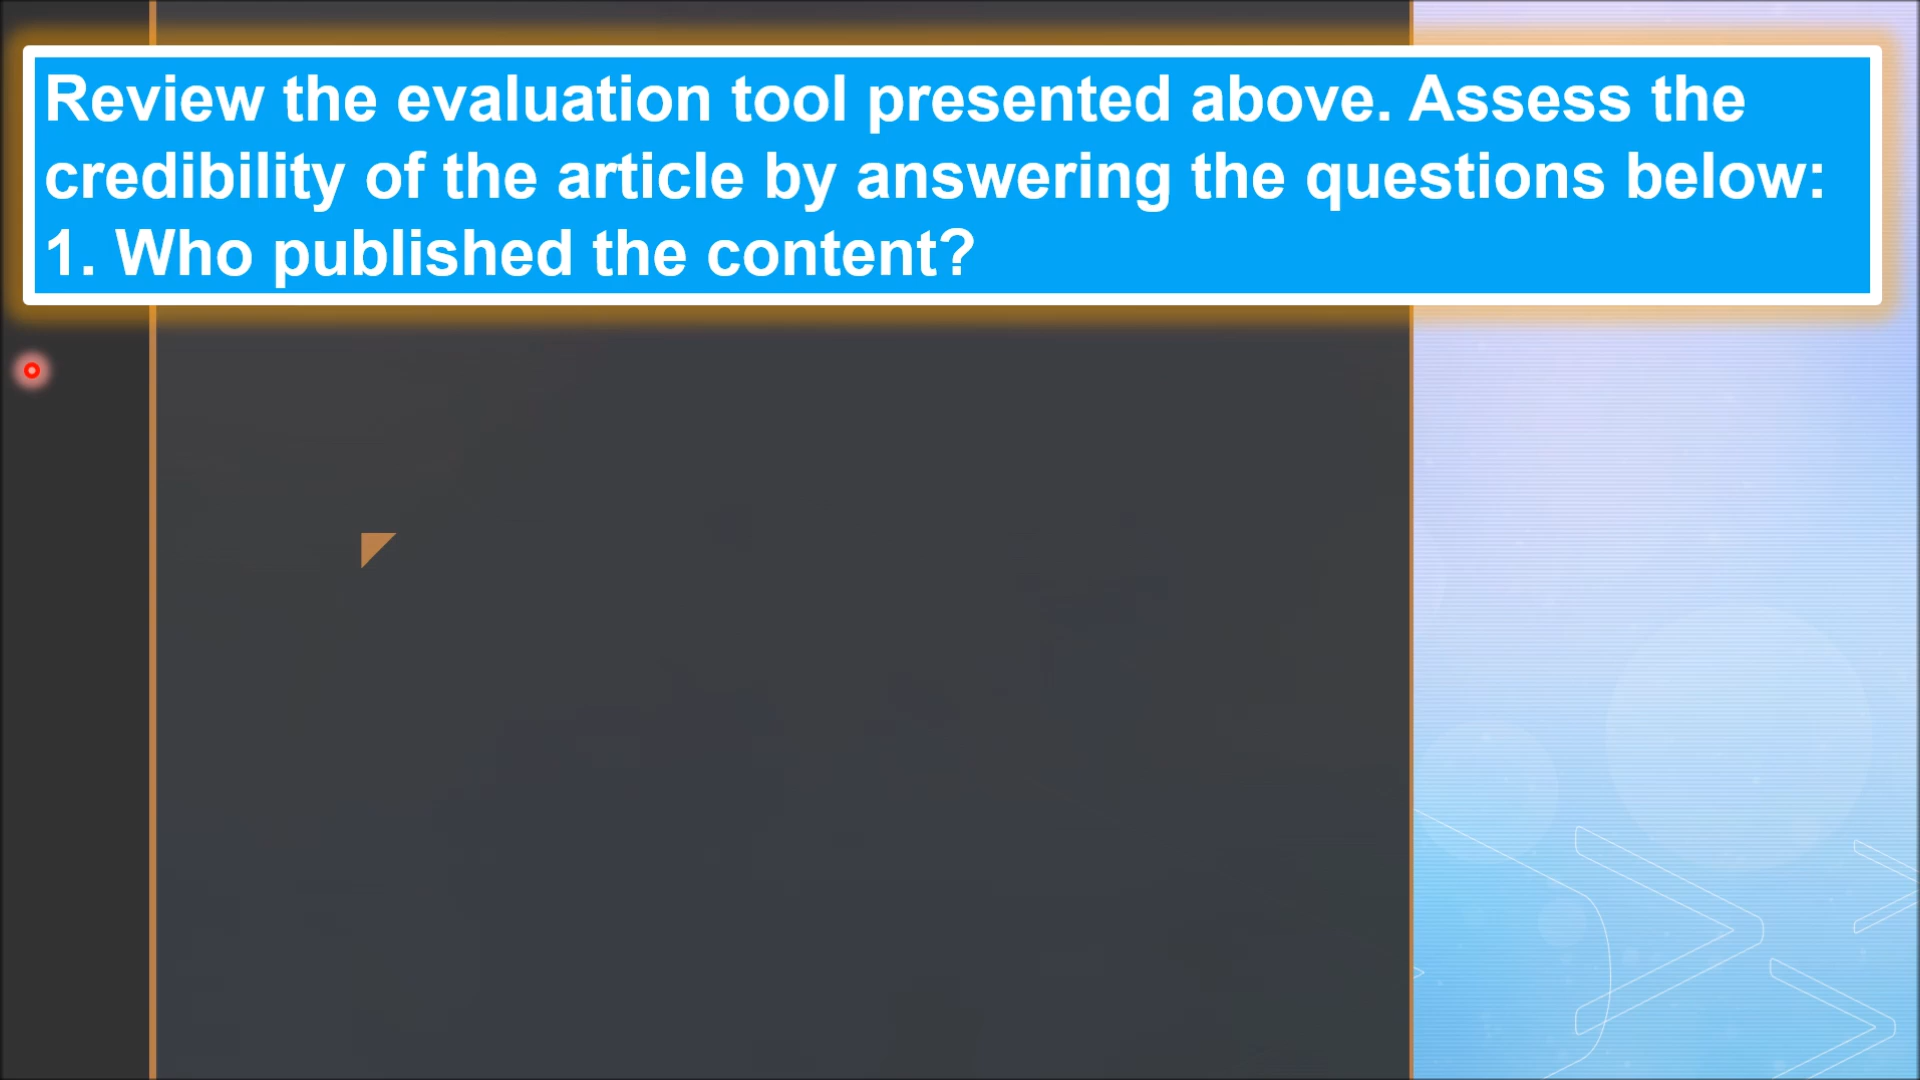 Review the evaluation tool presented above. Assess the
credibility of the article by answering the questions below:
1. Who published the content?